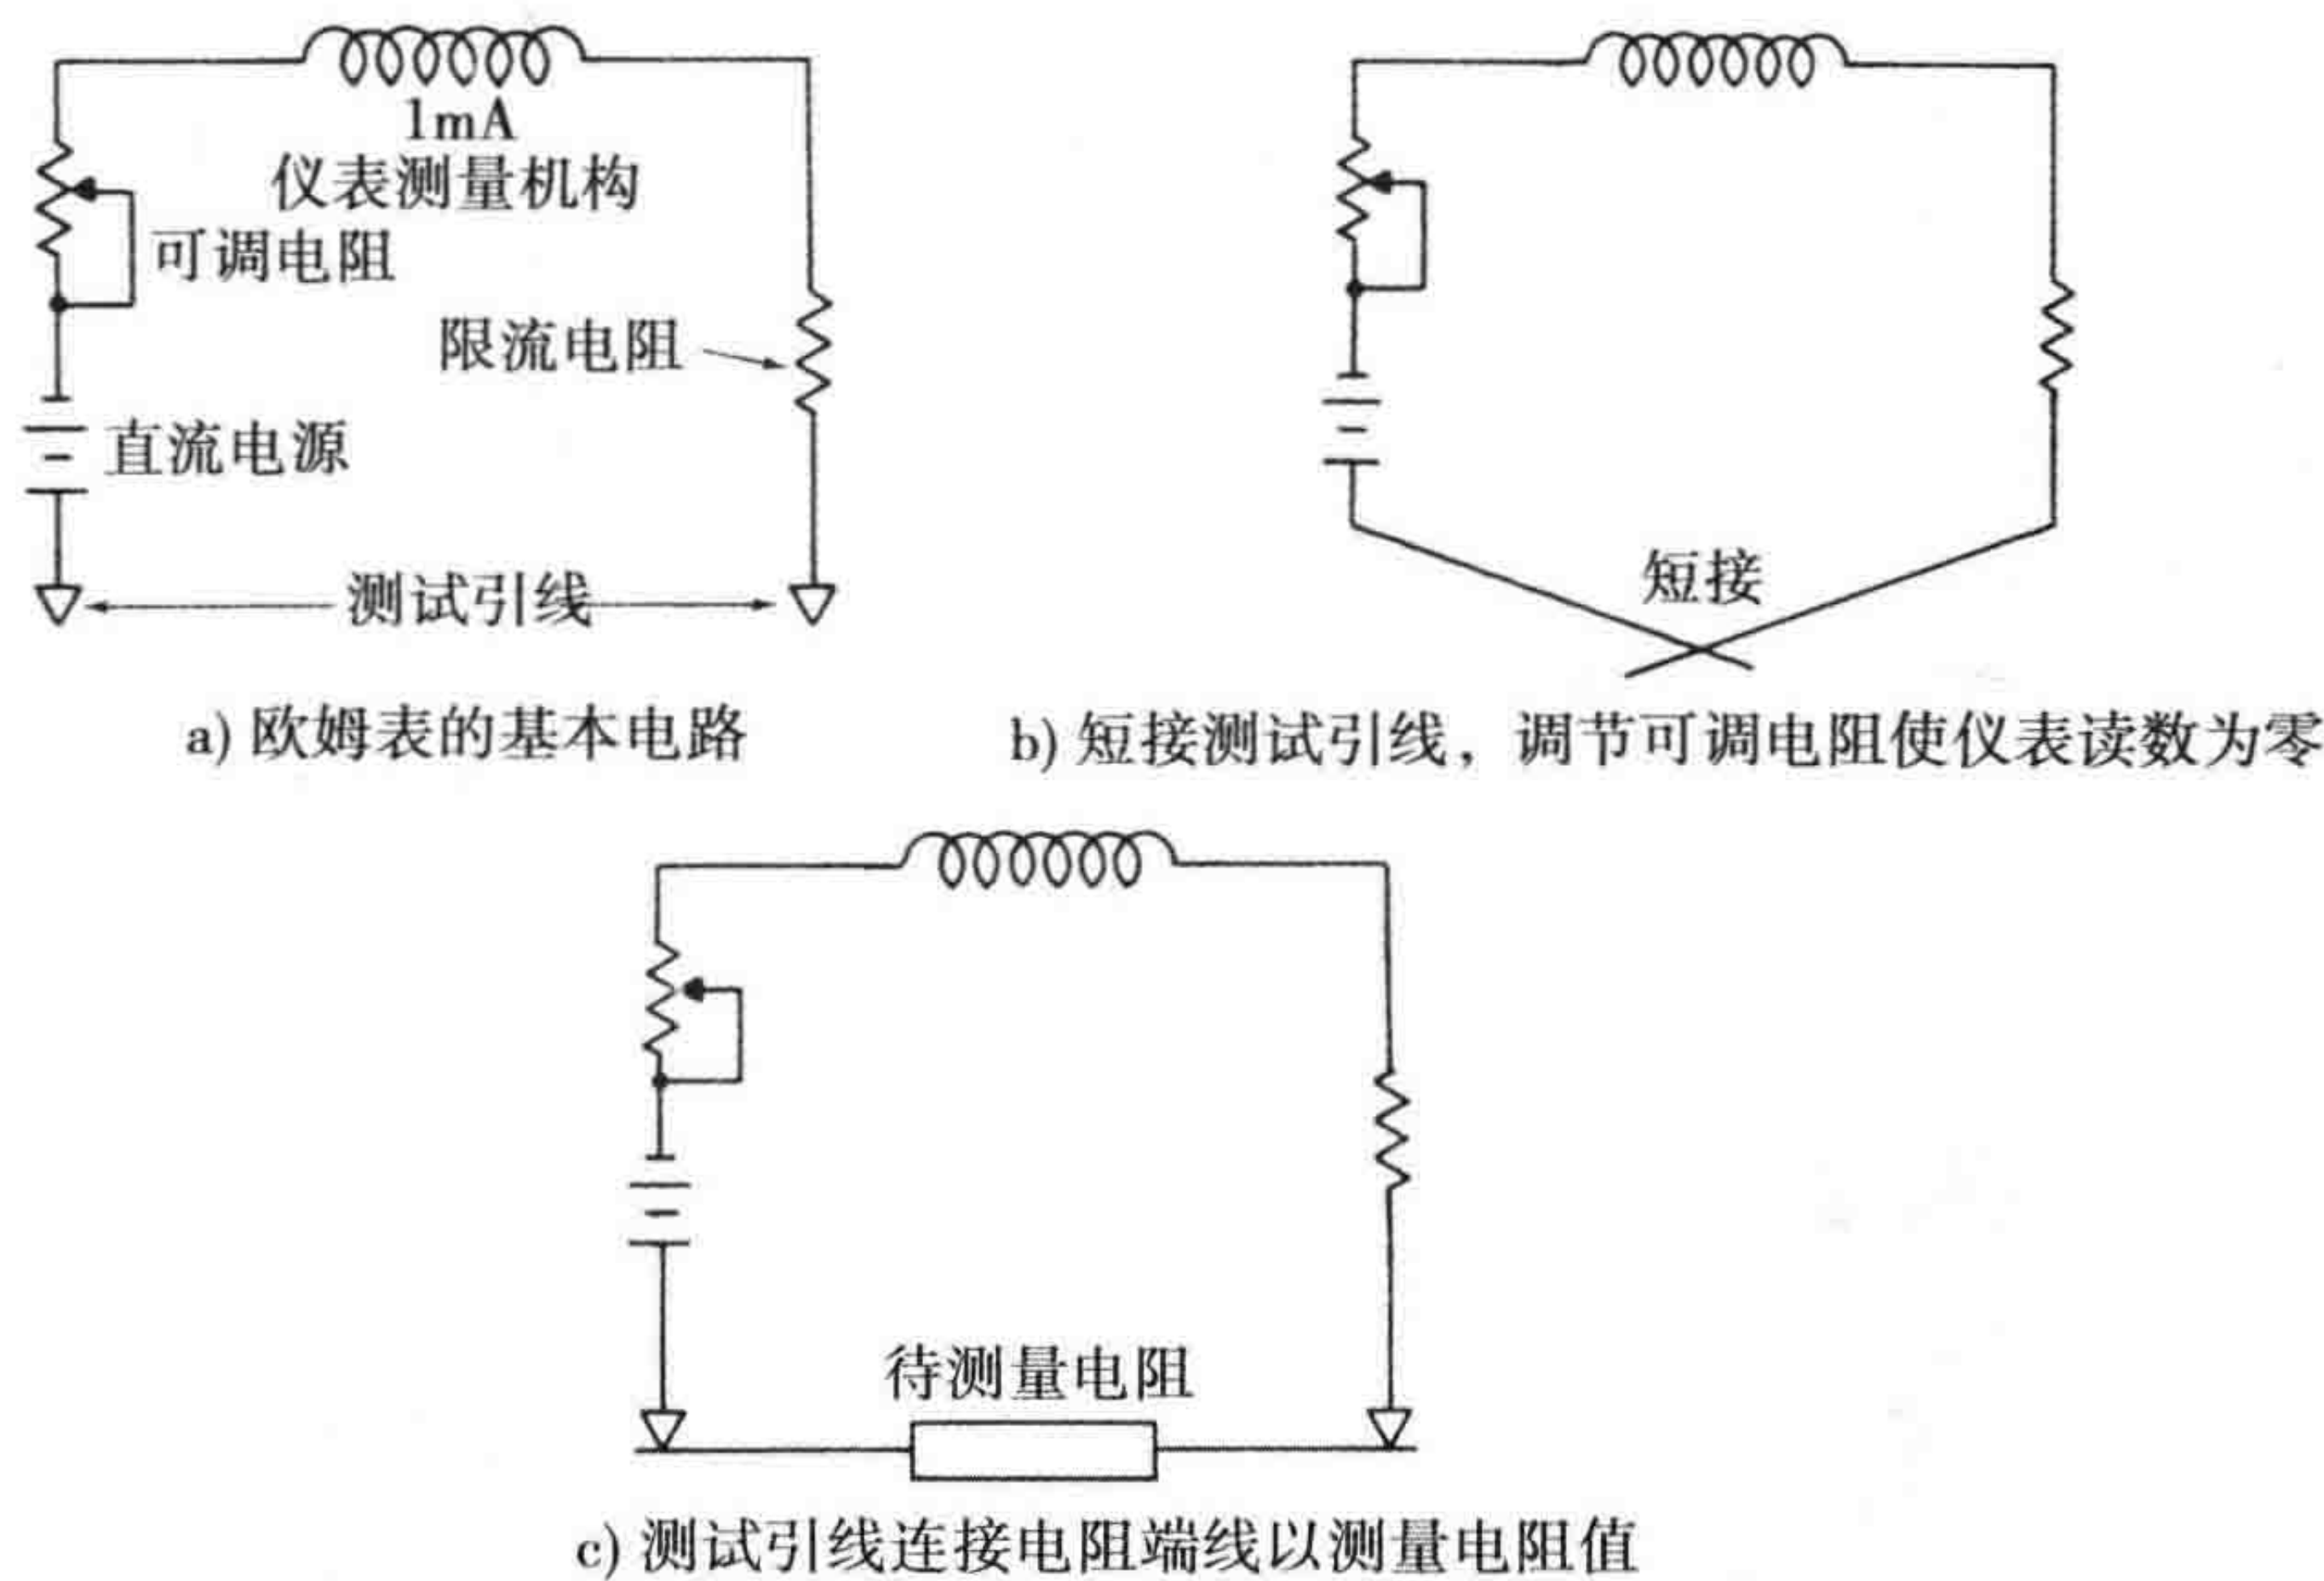 1mA
仪表测量机构
可调电阻
限流电阻
直流电源
测试引线
短接
a) 欧姆表的基本电路
b) 短接测试引线，调节可调电阻使仪表读数为零
待测量电阻
c) 测试引线连接电阻端线以测量电阻值